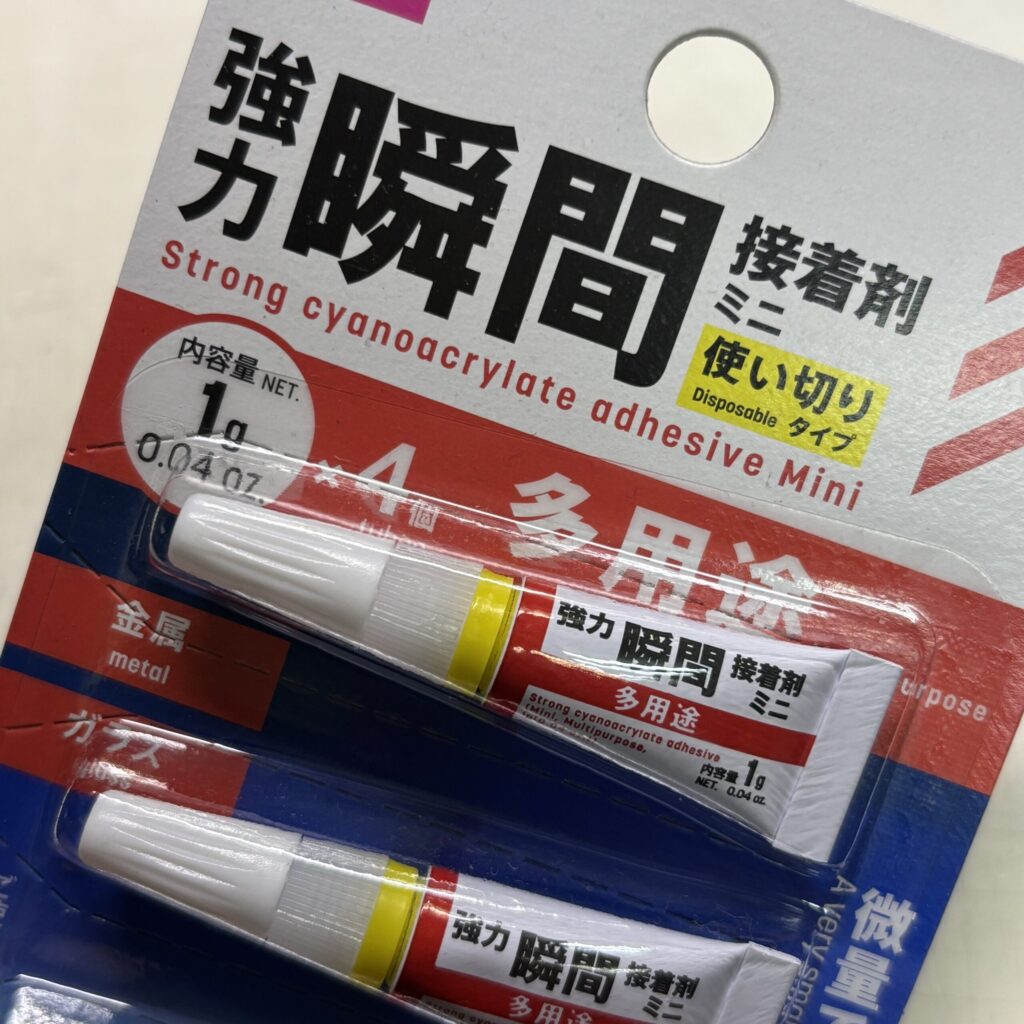 強力 瞬間 接着剤 ミニ
使い切り
Disposable タイプ
Strong cyanoacrylate adhesive Mini
内容量 NET.
1g
0.04 oz.
×4個
多用途
金属
metal
ガラス
強力 瞬間 接着剤 ミニ
多用途
Strong cyanoacrylate adhesive
(Mini, Multipurpose,
内容量 1g
NET. 0.04 oz.
強力 瞬間 接着剤 ミニ
多用途
微量
A very sma